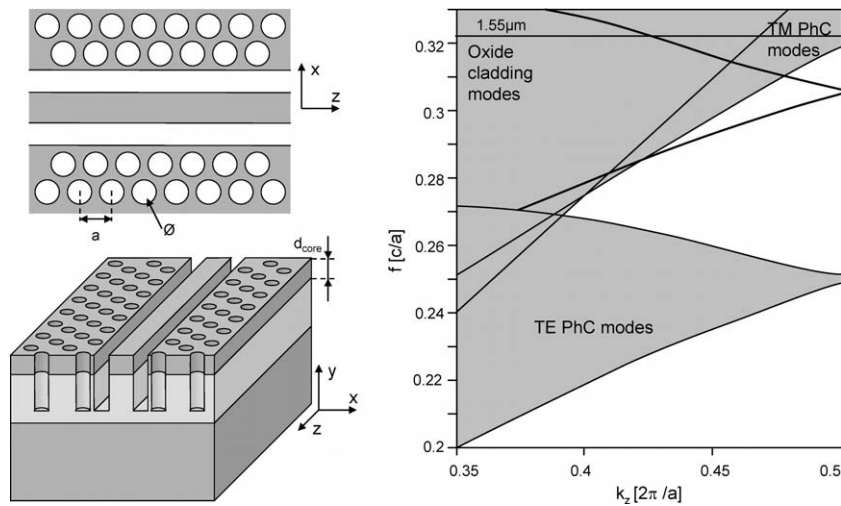 x
z
a
Ø
d_core
y
x
z
1.55µm
TM PhC
modes
Oxide
cladding
modes
TE PhC modes
f [c/a]
0.32
0.3
0.28
0.26
0.24
0.22
0.2
0.35
0.4
0.45
0.5
k_z [2π /a]